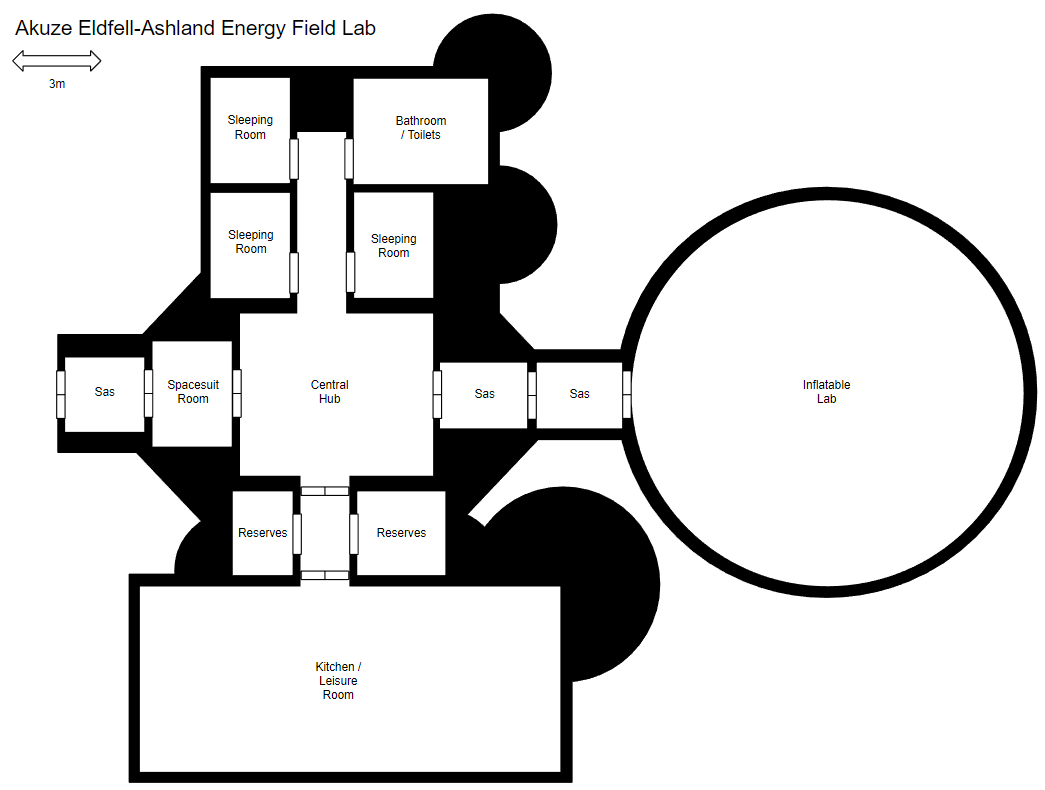 Akuze Eldfell-Ashland Energy Field Lab
3m
Sleeping
Room
Bathroom
/ Toilets
Sleeping
Room
Sleeping
Room
Sas
Spacesuit
Room
Central
Hub
Sas
Sas
Inflatable
Lab
Reserves
Reserves
Kitchen /
Leisure
Room